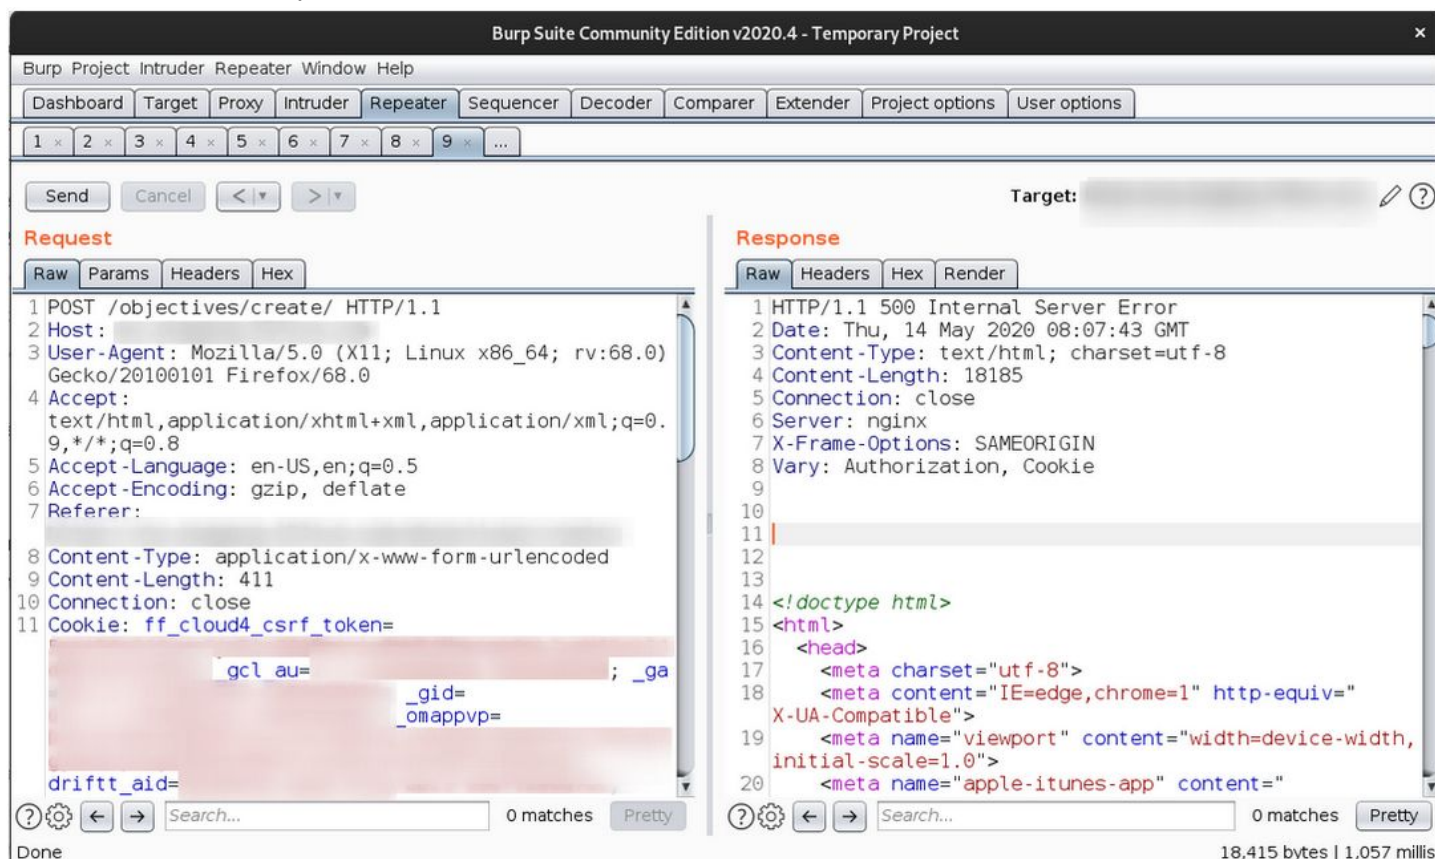 Burp Suite Community Edition v2020.4 - Temporary Project ×
Burp Project Intruder Repeater Window Help
Dashboard Target Proxy Intruder Repeater Sequencer Decoder Comparer Extender Project options User options
1 × 2 × 3 × 4 × 5 × 6 × 7 × 8 × 9 × ...
Send Cancel < > Target: ?
Request
Raw Params Headers Hex
1 POST /objectives/create/ HTTP/1.1
2 Host:
3 User-Agent: Mozilla/5.0 (X11; Linux x86_64; rv:68.0)
Gecko/20100101 Firefox/68.0
4 Accept:
text/html,application/xhtml+xml,application/xml;q=0.
9,*/*;q=0.8
5 Accept-Language: en-US,en;q=0.5
6 Accept-Encoding: gzip, deflate
7 Referer:
8 Content-Type: application/x-www-form-urlencoded
9 Content-Length: 411
10 Connection: close
11 Cookie: ff_cloud4_csrf_token=
_gcl_au= ; _ga
_gid=
_omappvp=
driftt_aid=
? ← → Search... 0 matches Pretty
Response
Raw Headers Hex Render
1 HTTP/1.1 500 Internal Server Error
2 Date: Thu, 14 May 2020 08:07:43 GMT
3 Content-Type: text/html; charset=utf-8
4 Content-Length: 18185
5 Connection: close
6 Server: nginx
7 X-Frame-Options: SAMEORIGIN
8 Vary: Authorization, Cookie
9
10
11
12
13
14 <!doctype html>
15 <html>
16 <head>
17 <meta charset="utf-8">
18 <meta content="IE=edge,chrome=1" http-equiv="
X-UA-Compatible">
19 <meta name="viewport" content="width=device-width,
initial-scale=1.0">
20 <meta name="apple-itunes-app" content="
? ← → Search... 0 matches Pretty
Done 18,415 bytes | 1,057 millis